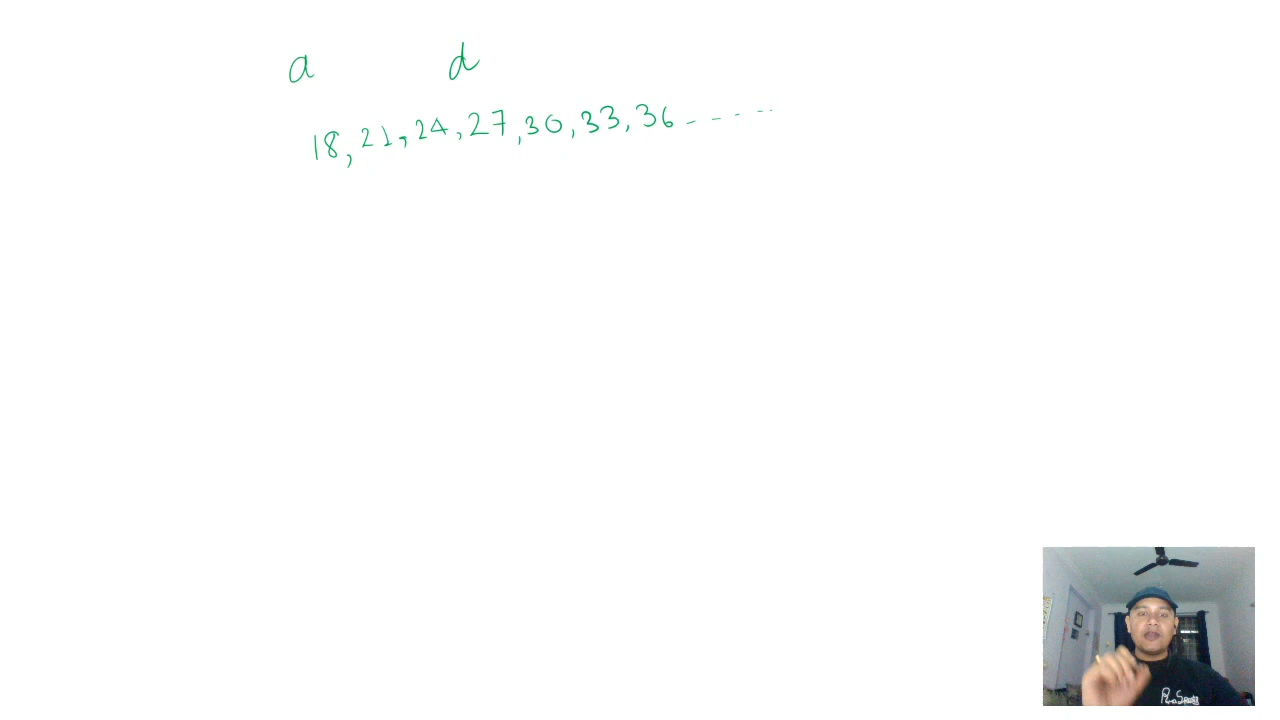 a d
18, 21, 24, 27, 30, 33, 36 - - - - -